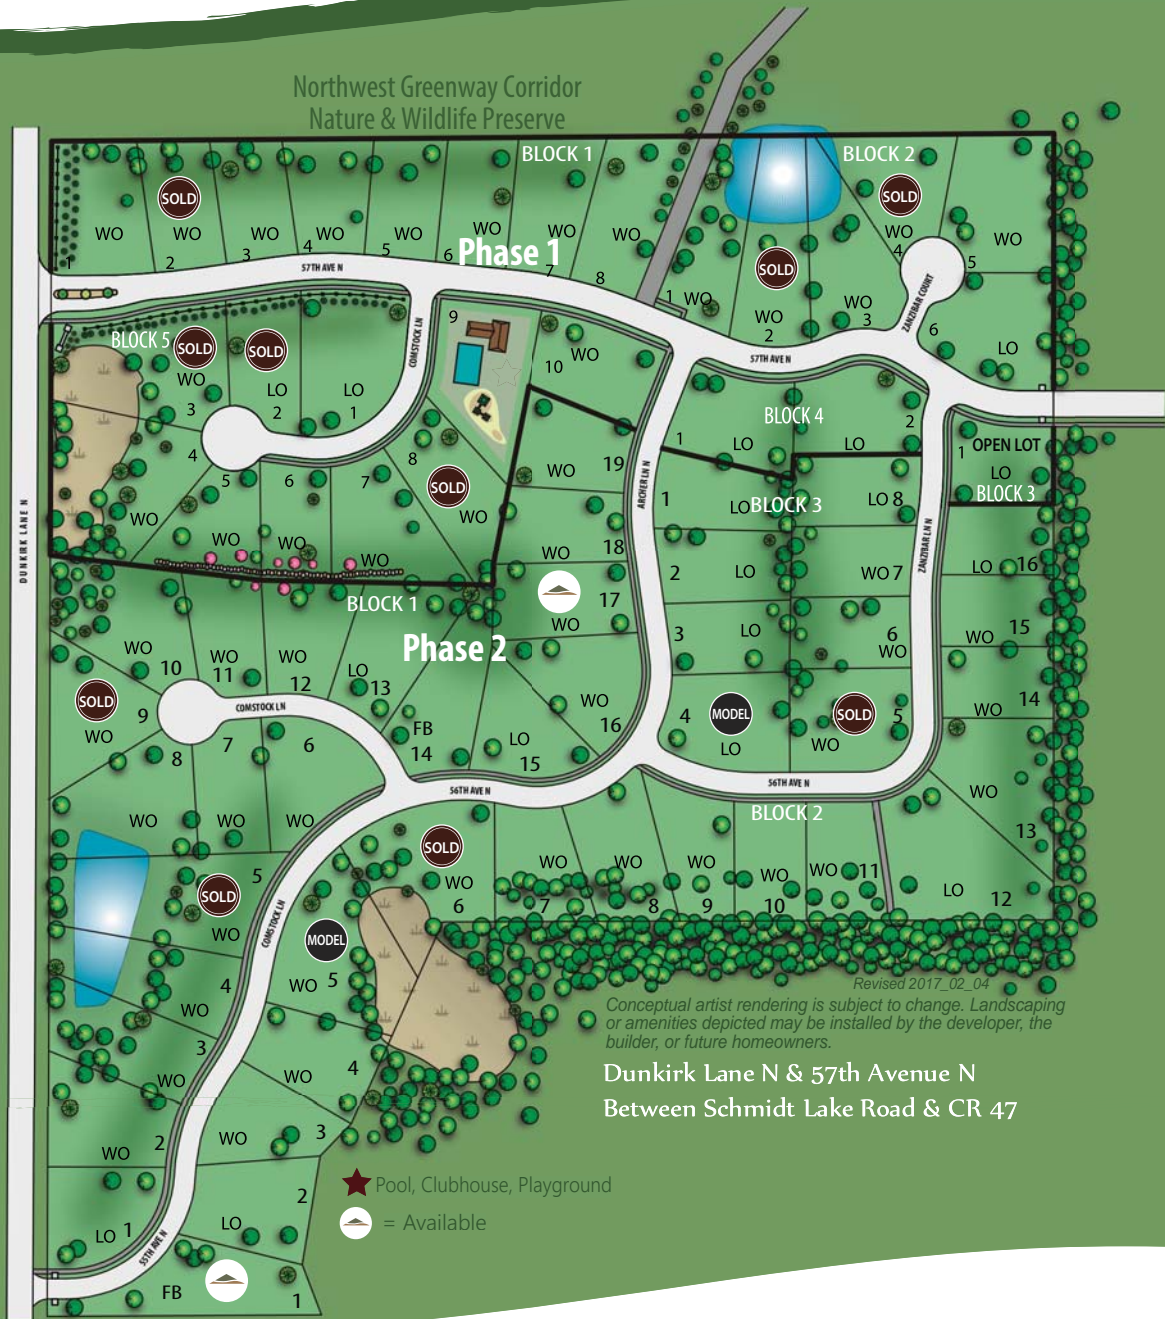 Northwest Greenway Corridor
Nature & Wildlife Preserve
BLOCK 1
BLOCK 2
SOLD
SOLD
WO
WO
WO
WO
WO
WO
WO
WO
WO
WO
1
2
3
4
5
6
7
8
Phase 1
57TH AVE N
4
5
SOLD
1
WO
WO
2
WO
3
ZANZIBAR COURT
6
LO
57TH AVE N
BLOCK 5
SOLD
SOLD
WO
3
LO
2
LO
1
COMSTOCK LN
9
10
WO
4
5
6
7
8
SOLD
WO
WO
WO
WO
WO
BLOCK 4
1
LO
LO
2
1
OPEN LOT
LO
BLOCK 3
WO
19
ARCHER LN N
1
LO
BLOCK 3
LO
8
ZANZIBAR LN N
DUNKIRK LANE N
WO
18
2
LO
WO
7
LO
16
BLOCK 1
17
WO
3
LO
6
WO
WO
15
Phase 2
WO
10
WO
11
WO
12
LO
13
SOLD
9
WO
COMSTOCK LN
WO
16
4
MODEL
LO
SOLD
5
WO
14
WO
8
7
6
FB
14
LO
15
56TH AVE N
56TH AVE N
BLOCK 2
WO
13
WO
WO
WO
SOLD
WO
6
WO
7
WO
8
WO
9
WO
10
WO
11
LO
12
5
SOLD
WO
COMSTOCK LN
MODEL
WO
5
4
WO
3
WO
4
WO
2
WO
WO
3
2
LO
1
LO
55TH AVE N
FB
1
Revised 2017_02_04
Conceptual artist rendering is subject to change. Landscaping
or amenities depicted may be installed by the developer, the
builder, or future homeowners.
Dunkirk Lane N & 57th Avenue N
Between Schmidt Lake Road & CR 47
Pool, Clubhouse, Playground
= Available